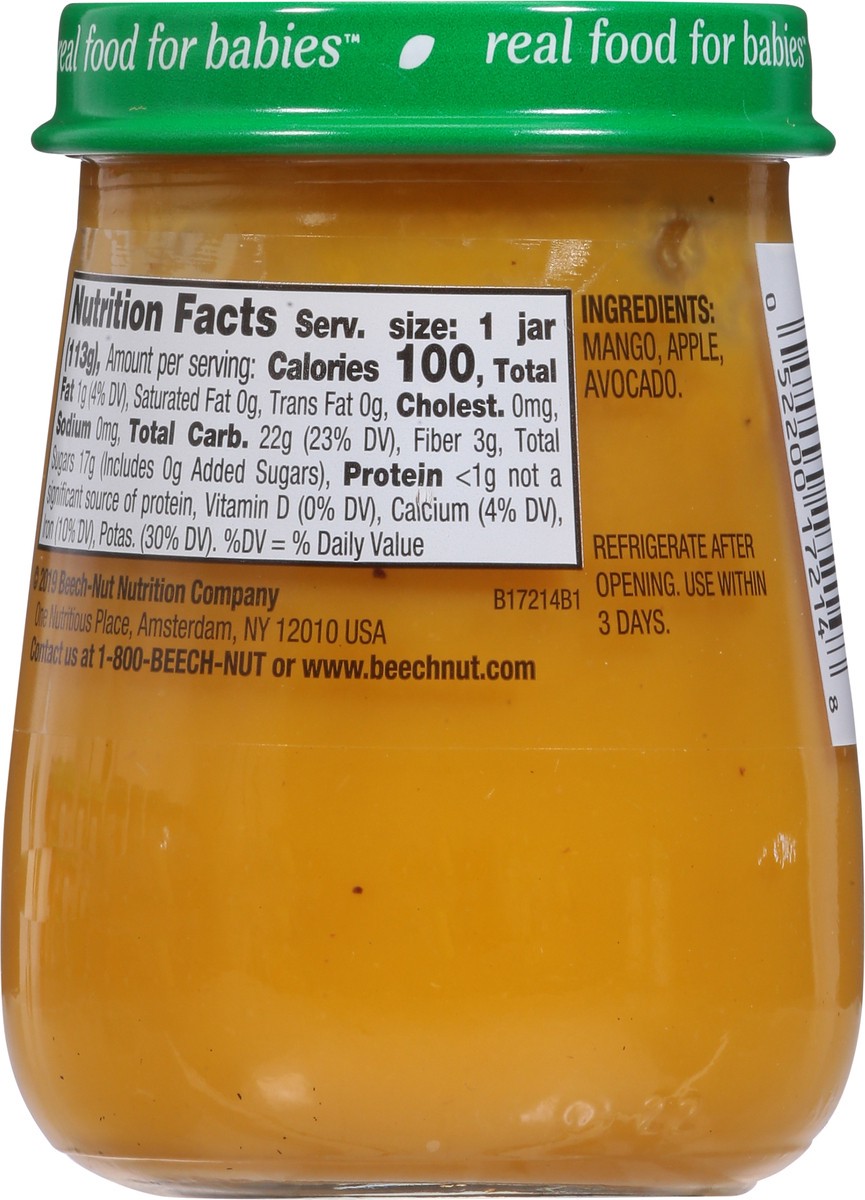 real food for babies™ real food for babies
Nutrition Facts Serv. size: 1 jar
(113g), Amount per serving: Calories 100, Total
Fat 1g (4% DV), Saturated Fat 0g, Trans Fat 0g, Cholest. 0mg,
Sodium 0mg, Total Carb. 22g (23% DV), Fiber 3g, Total
Sugars 17g (Includes 0g Added Sugars), Protein <1g not a
significant source of protein, Vitamin D (0% DV), Calcium (4% DV),
Iron (10% DV), Potas. (30% DV). %DV = % Daily Value
© 2019 Beech-Nut Nutrition Company
One Nutritious Place, Amsterdam, NY 12010 USA
Contact us at 1-800-BEECH-NUT or www.beechnut.com
B17214B1
INGREDIENTS:
MANGO, APPLE,
AVOCADO.
REFRIGERATE AFTER
OPENING. USE WITHIN
3 DAYS.
0 52200 17214 8